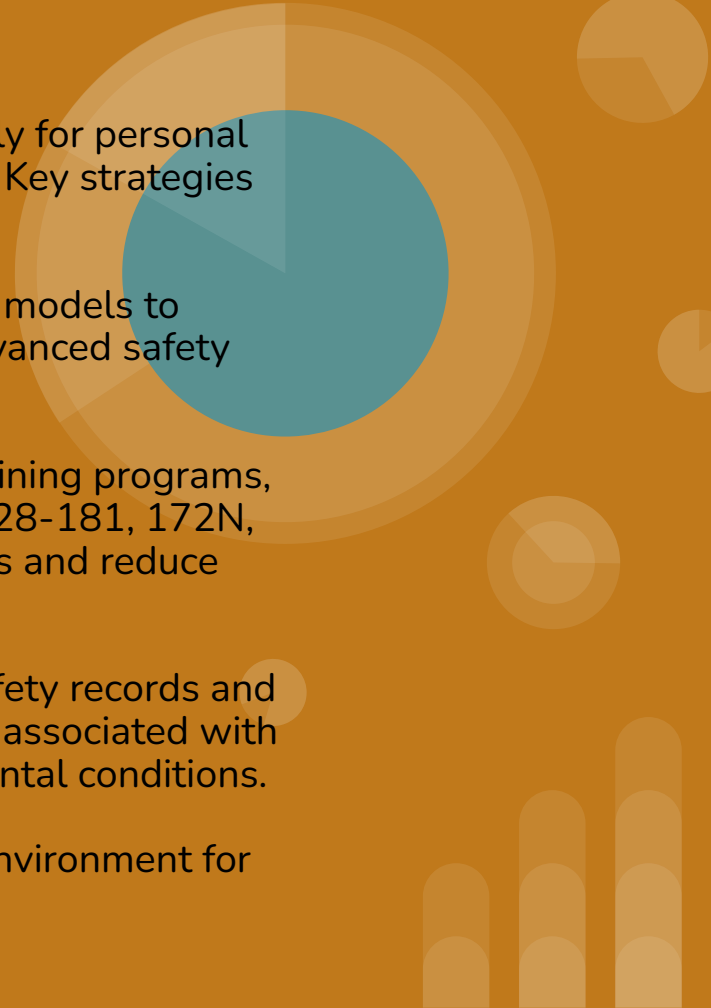 ly for personal
Key strategies
models to
vanced safety
ining programs,
28-181, 172N,
s and reduce
fety records and
associated with
ntal conditions.
nvironment for